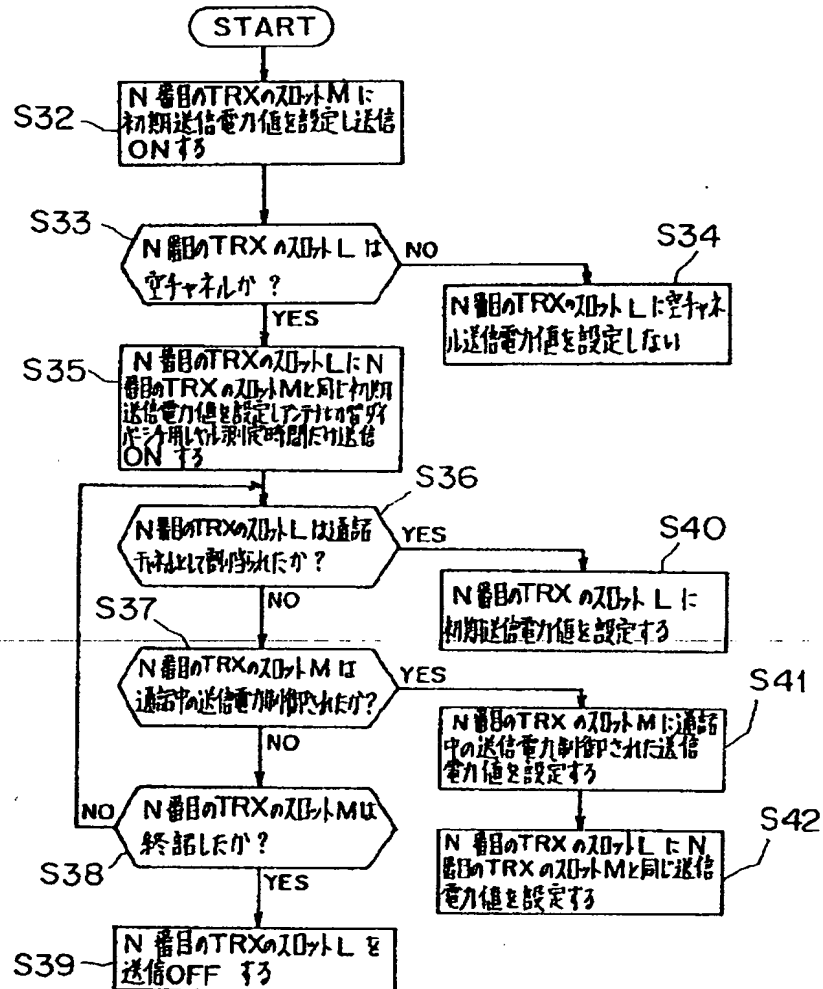 START
S32
N 番目のTRXのスロットMに
初期送信電力値を設定し送信
ONする
S33
N番目のTRXのスロットLは
空チャネルか？
NO
YES
S34
N番目のTRXのスロットLに空チャネ
ル送信電力値を設定しない
S35
N 番目のTRXのスロットLにN
番目のTRXのスロットMと同じ初期
送信電力値を設定しアンテナセレクタ
用レベル測定時間だけ送信
ONする
S36
N番目のTRXのスロットLは通話
チャネルとして割り当られたか？
YES
NO
S40
N番目のTRXのスロットLに
初期送信電力値を設定する
S37
N番目のTRXのスロットMは
通話中の送信電力制御されたか？
YES
NO
S41
N番目のTRXのスロットMに通話
中の送信電力制御された送信
電力値を設定する
S38
N番目のTRXのスロットMは
終話したか？
NO
YES
S42
N 番目のTRXのスロットLにN
番目のTRXのスロットMと同じ送信
電力値を設定する
S39
N 番目のTRXのスロットLを
送信OFFする